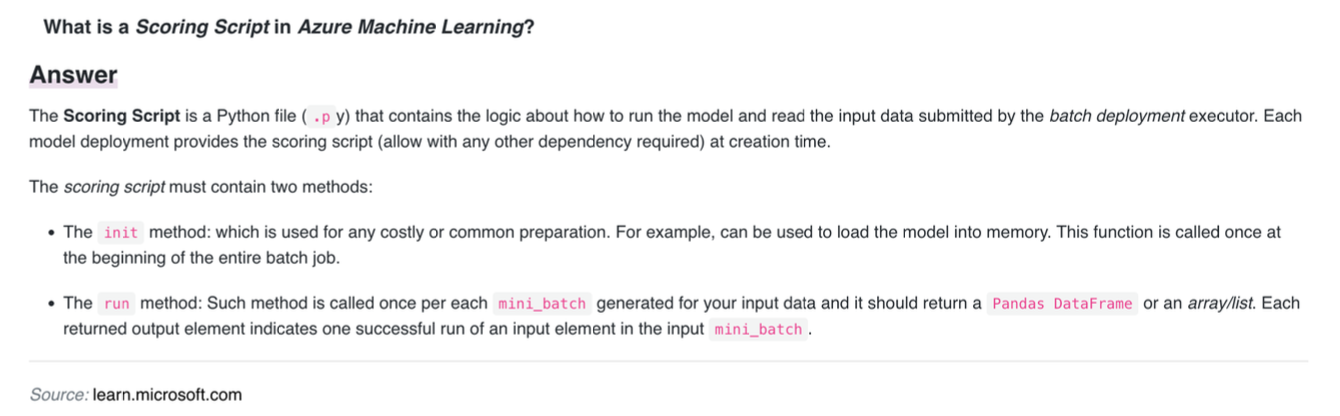 What is a Scoring Script in Azure Machine Learning?
Answer
The Scoring Script is a Python file ( .p y) that contains the logic about how to run the model and read the input data submitted by the batch deployment executor. Each
model deployment provides the scoring script (allow with any other dependency required) at creation time.
The scoring script must contain two methods:
• The init method: which is used for any costly or common preparation. For example, can be used to load the model into memory. This function is called once at
the beginning of the entire batch job.
• The run method: Such method is called once per each mini_batch generated for your input data and it should return a Pandas DataFrame or an array/list. Each
returned output element indicates one successful run of an input element in the input mini_batch .
Source: learn.microsoft.com